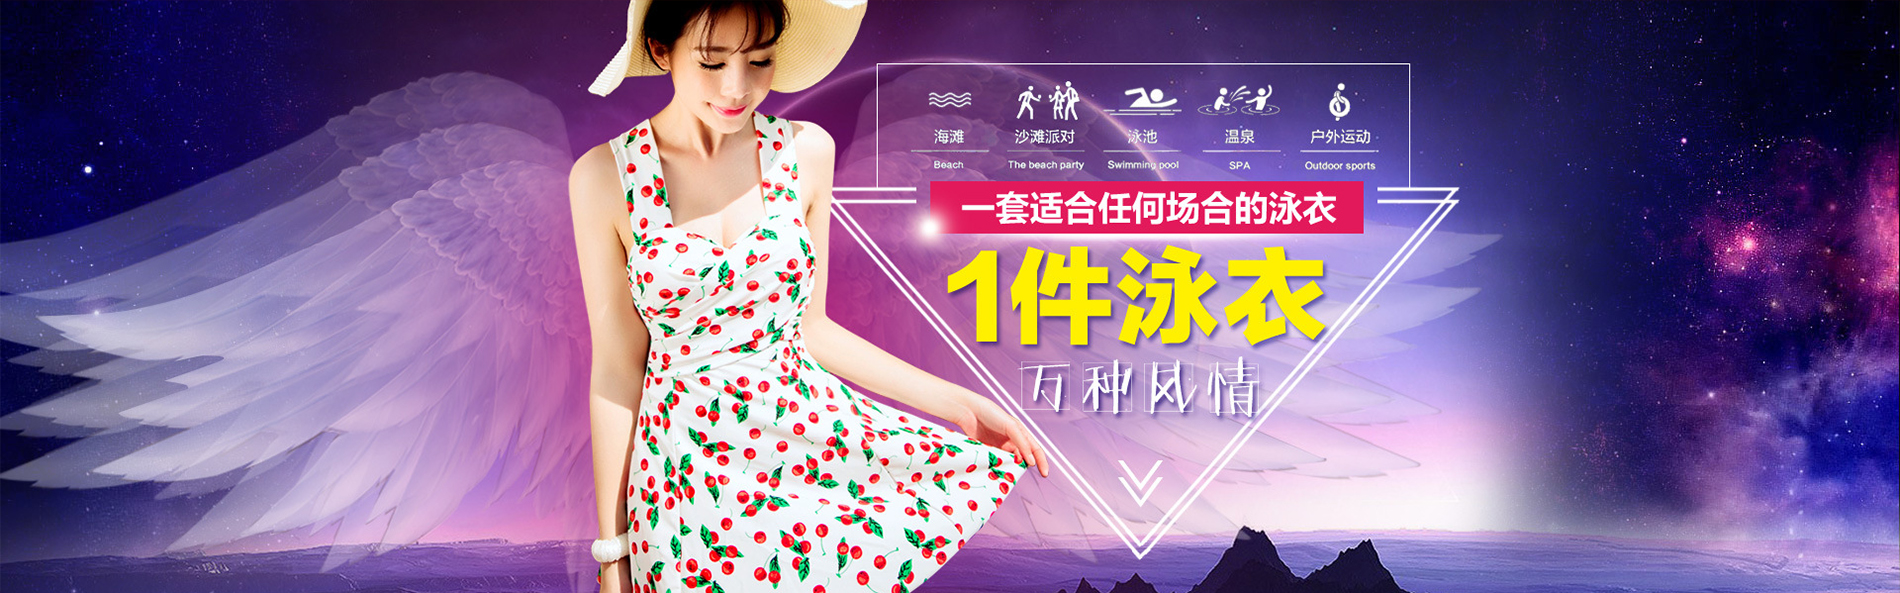 海滩 沙滩派对 泳池 温泉 户外运动
Beach The beach party Swimming pool SPA Outdoor sports
一套适合任何场合的泳衣
1件泳衣
万种风情